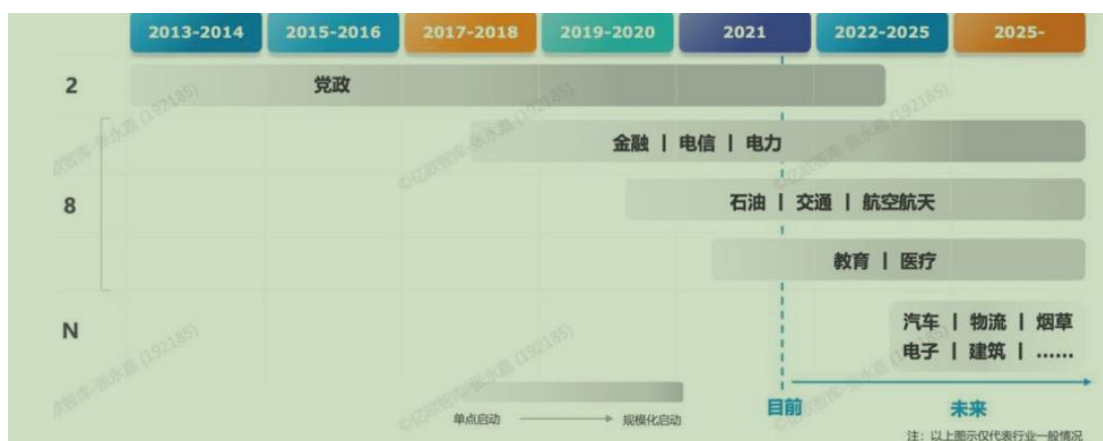 2013-2014 2015-2016 2017-2018 2019-2020 2021 2022-2025 2025-
2 党政
金融 | 电信 | 电力
8 石油 | 交通 | 航空航天
教育 | 医疗
N 汽车 | 物流 | 烟草
电子 | 建筑 | ……
目前 未来
单点启动 规模化启动
注：以上图示仅代表行业一般情况